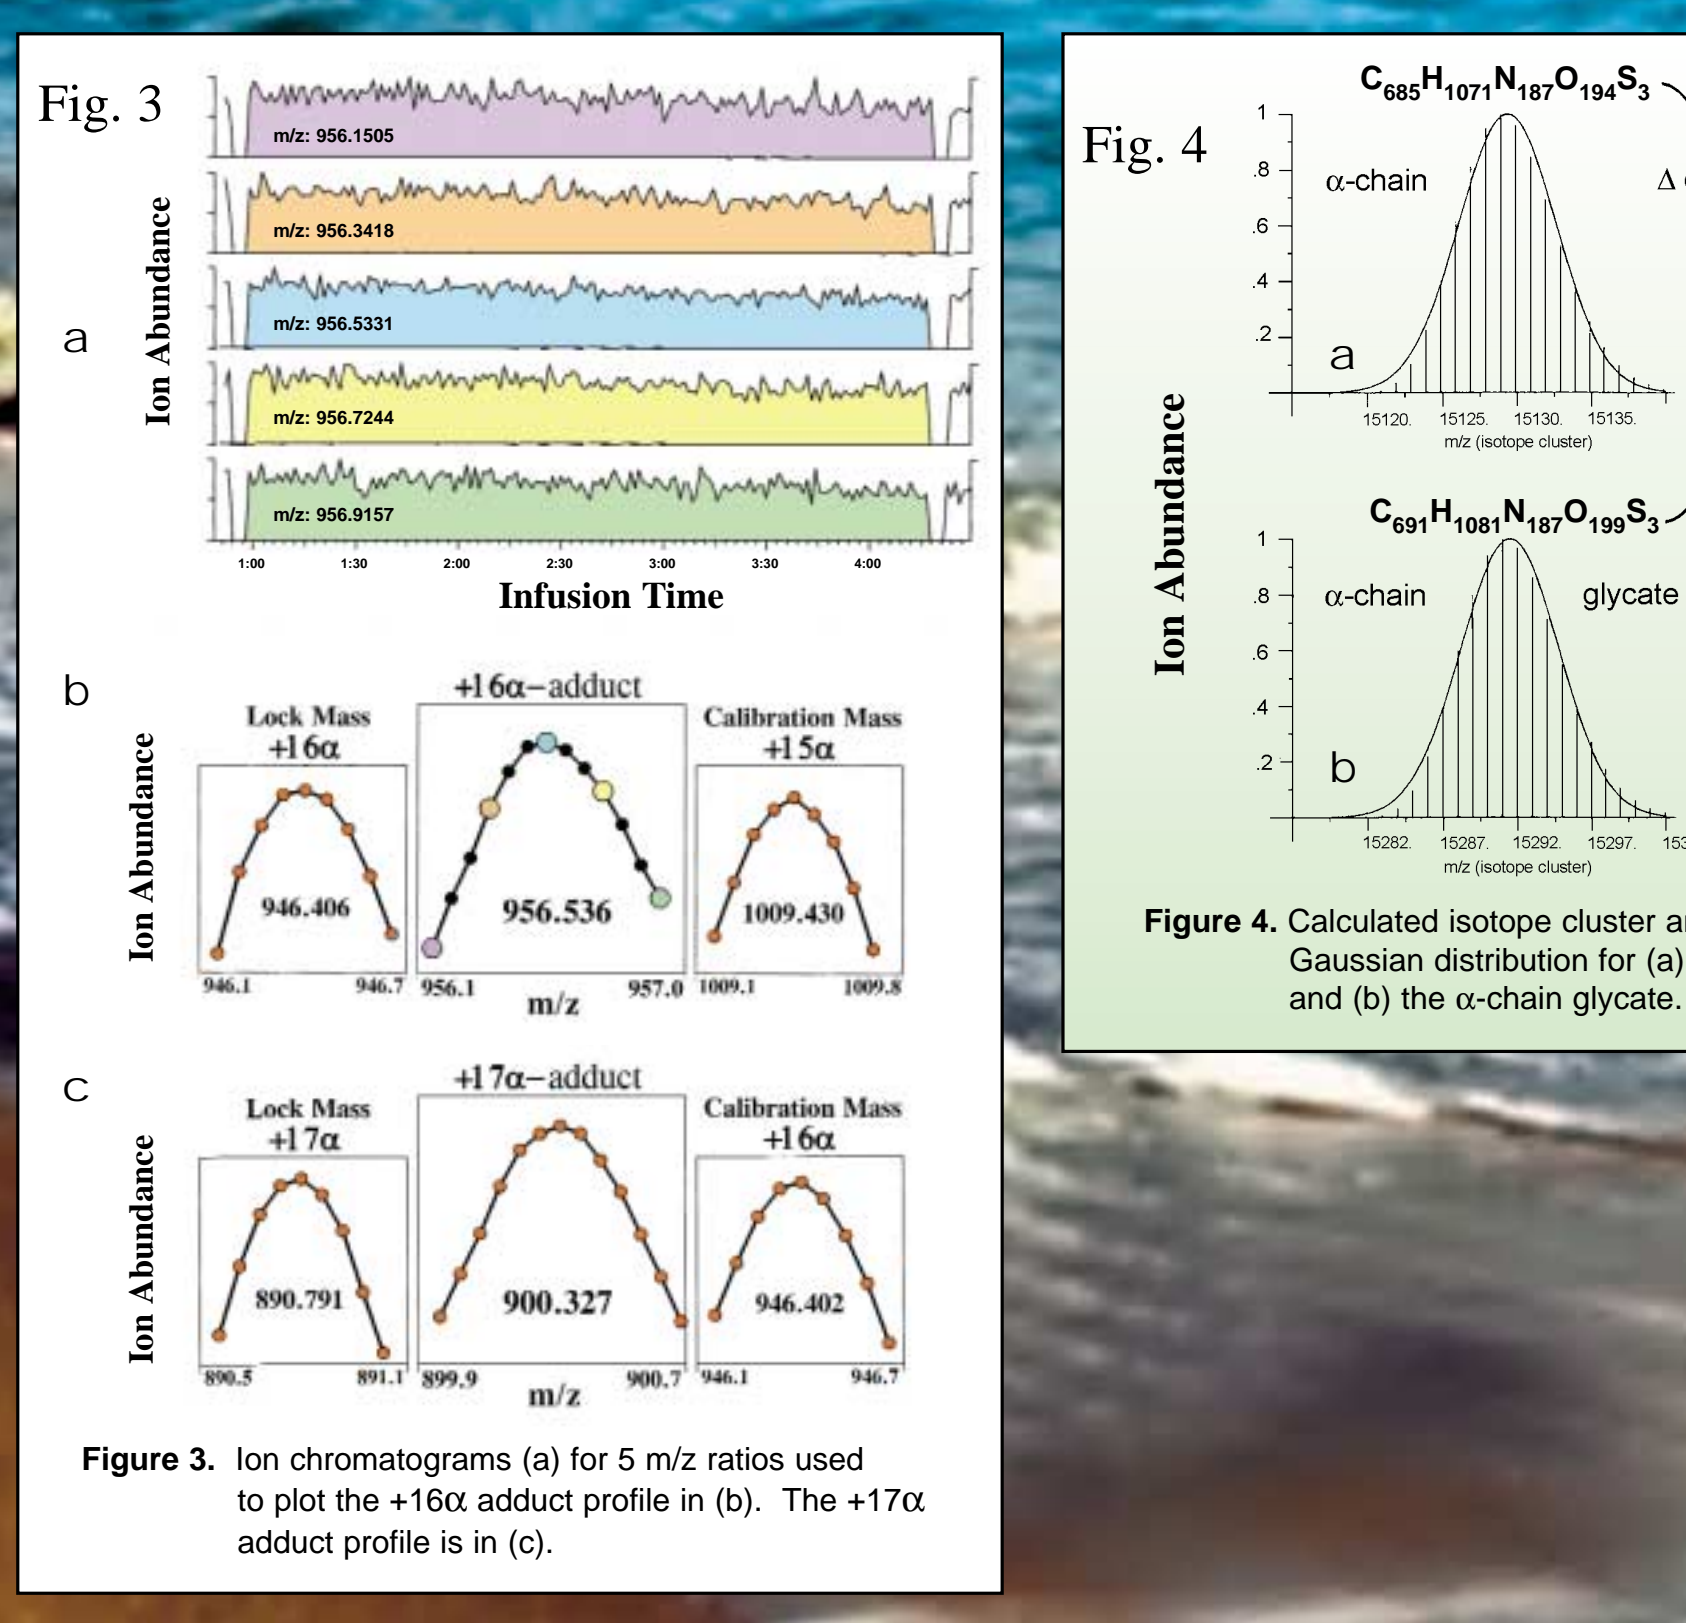 Fig. 3
m/z: 956.1505
m/z: 956.3418
m/z: 956.5331
m/z: 956.7244
m/z: 956.9157
a
Ion Abundance
1:00 1:30 2:00 2:30 3:00 3:30 4:00
Infusion Time
b
+16α−adduct
Lock Mass
+16α
Calibration Mass
+15α
Ion Abundance
946.406
956.536
1009.430
946.1 946.7 956.1 957.0 1009.1 1009.8
m/z
c
+17α−adduct
Lock Mass
+17α
Calibration Mass
+16α
Ion Abundance
890.791
900.327
946.402
890.5 891.1 899.9 900.7 946.1 946.7
m/z
Figure 3. Ion chromatograms (a) for 5 m/z ratios used
to plot the +16α adduct profile in (b). The +17α
adduct profile is in (c).
Fig. 4
C685H1071N187O194S3
1
.8
.6
.4
.2
α-chain
Δ
a
15120. 15125. 15130. 15135.
m/z (isotope cluster)
Ion Abundance
C691H1081N187O199S3
1
.8
.6
.4
.2
α-chain
glycate
b
15282. 15287. 15292. 15297. 153
m/z (isotope cluster)
Figure 4. Calculated isotope cluster
Gaussian distribution for (a)
and (b) the α-chain glycate.